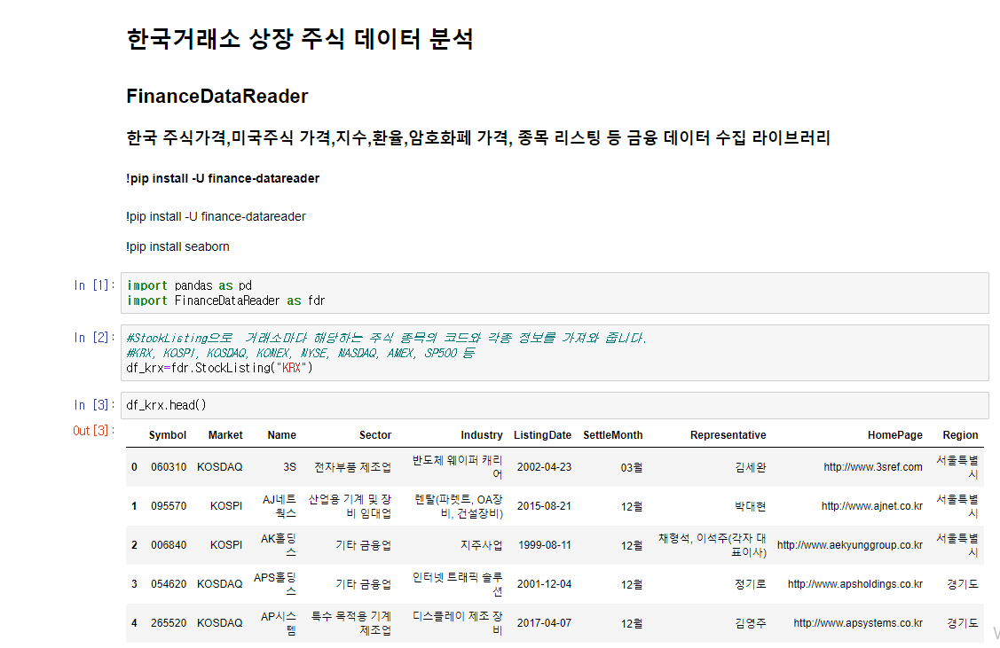 한국거래소 상장 주식 데이터 분석
FinanceDataReader
한국 주식가격,미국주식 가격,지수,환율,암호화폐 가격, 종목 리스팅 등 금융 데이터 수집 라이브러리
!pip install -U finance-datareader
!pip install -U finance-datareader
!pip install seaborn
In [1]: import pandas as pd
import FinanceDataReader as fdr
In [2]: #StockListing으로 거래소마다 해당하는 주식 종목의 코드와 각종 정보를 가져와 줍니다.
#KRX, KOSPI, KOSDAQ, KONEX, NYSE, NASDAQ, AMEX, SP500 등
df_krx=fdr.StockListing("KRX")
In [3]: df_krx.head()
Out[3]:
Symbol Market Name Sector Industry ListingDate SettleMonth Representative HomePage Region
0 060310 KOSDAQ 3S 전자부품 제조업 반도체 웨이퍼 캐리 2002-04-23 03월 김세완 http://www.3sref.com 서울특별
어 시
1 095570 KOSPI AJ네트 산업용 기계 및 장 렌탈(파렛트, OA장 2015-08-21 12월 박대현 http://www.ajnet.co.kr 서울특별
웍스 비 임대업 비, 건설장비) 시
2 006840 KOSPI AK홀딩 기타 금융업 지주사업 1999-08-11 12월 채형석, 이석주(각자 대 http://www.aekyunggroup.co.kr 서울특별
스 표이사) 시
3 054620 KOSDAQ APS홀딩 기타 금융업 인터넷 트래픽 솔루 2001-12-04 12월 정기로 http://www.apsholdings.co.kr 경기도
스 션
4 265520 KOSDAQ AP시스 특수 목적용 기계 디스플레이 제조 장 2017-04-07 12월 김영주 http://www.apsystems.co.kr 경기도
템 제조업 비